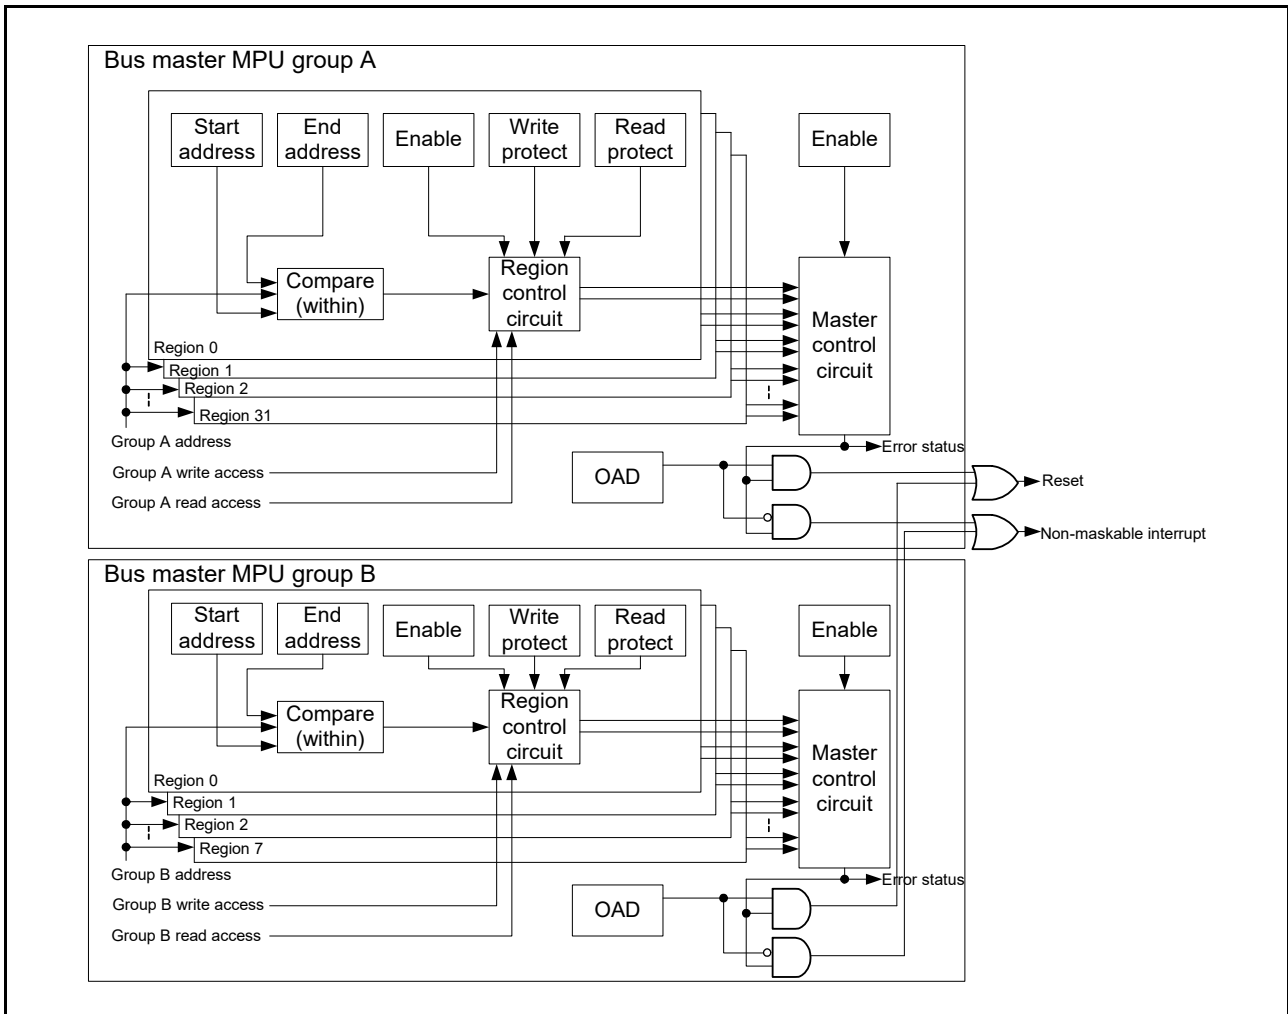 Bus master MPU group A
Start
address
End
address
Enable
Write
protect
Read
protect
Enable
Compare
(within)
Region
control
circuit
Master
control
circuit
Region 0
Region 1
Region 2
Region 31
Group A address
Group A write access
Group A read access
OAD
Error status
Reset
Non-maskable interrupt
Bus master MPU group B
Start
address
End
address
Enable
Write
protect
Read
protect
Enable
Compare
(within)
Region
control
circuit
Master
control
circuit
Region 0
Region 1
Region 2
Region 7
Group B address
Group B write access
Group B read access
OAD
Error status